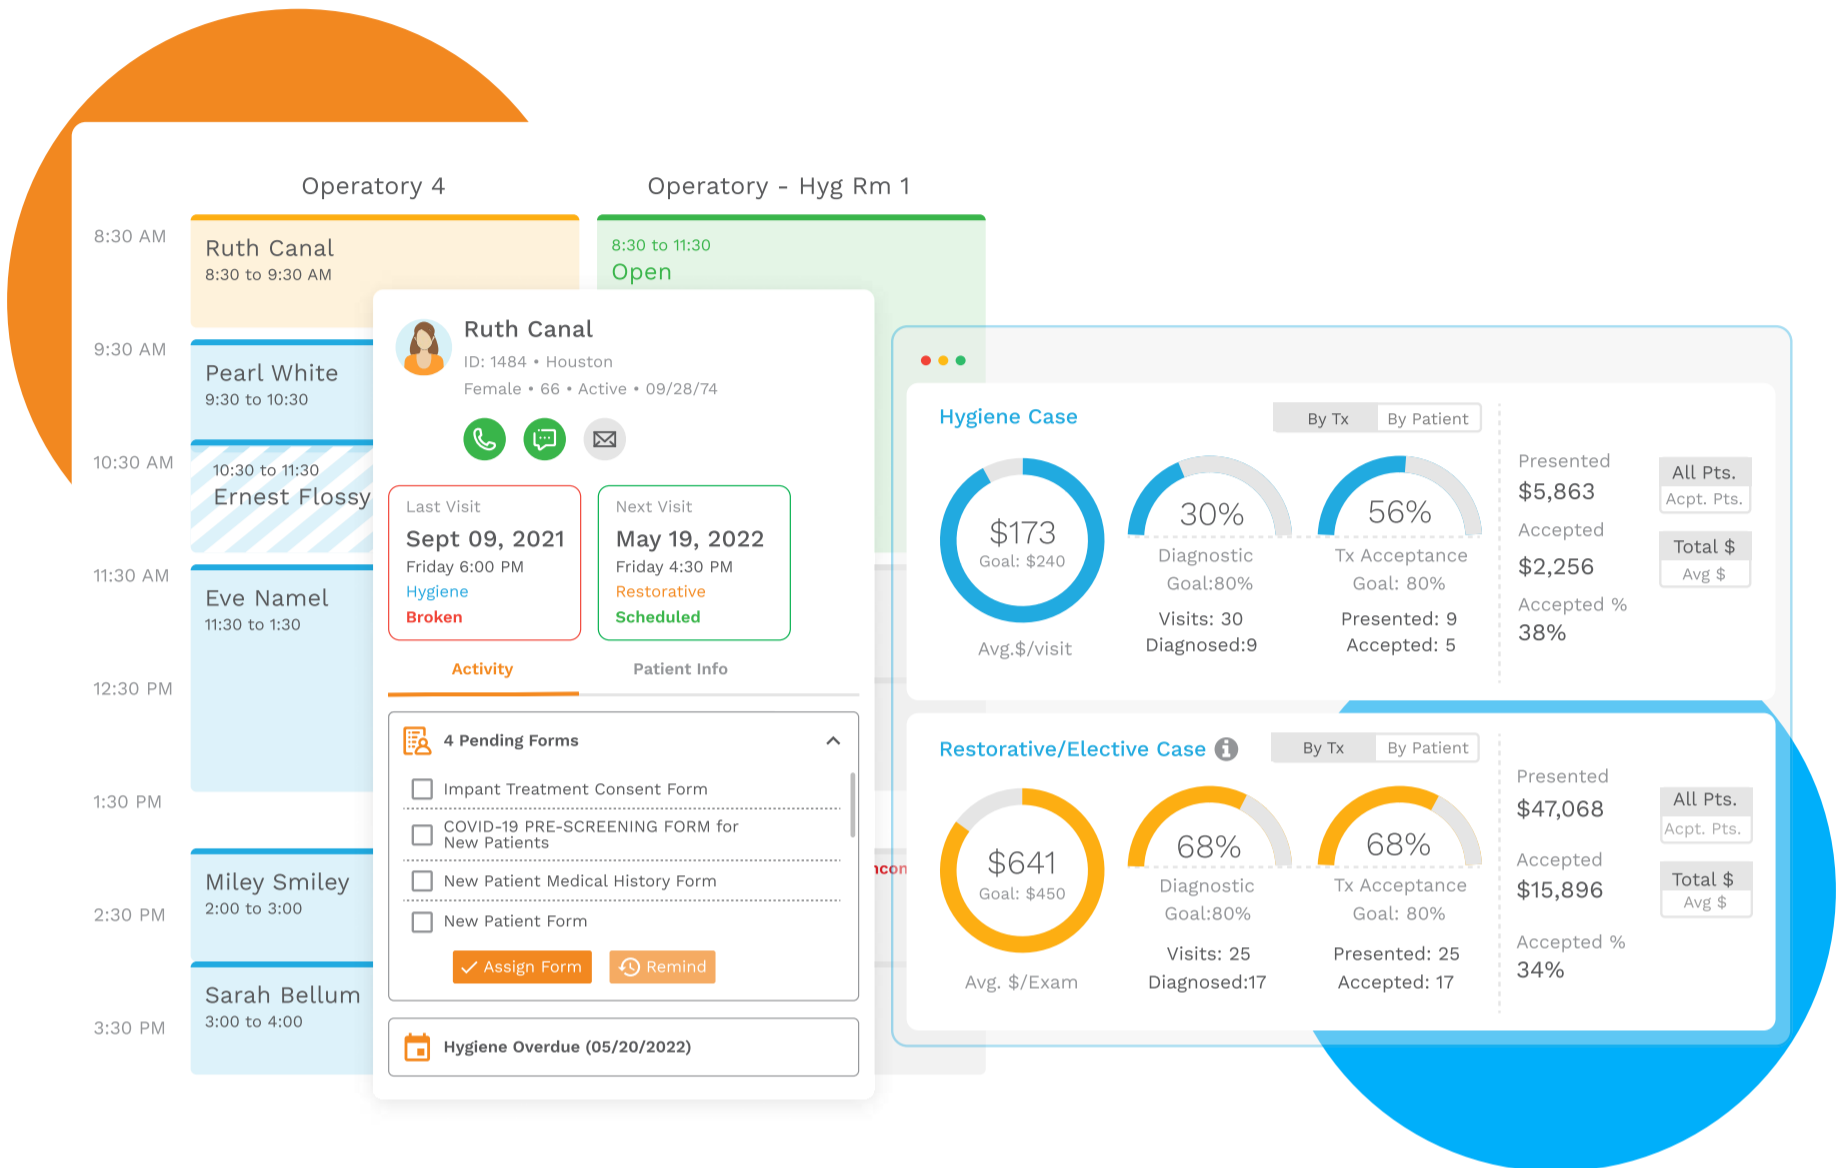 Operatory 4
Operatory - Hyg Rm 1
8:30 AM
9:30 AM
10:30 AM
11:30 AM
12:30 PM
1:30 PM
2:30 PM
3:30 PM
Ruth Canal
8:30 to 9:30 AM
Pearl White
9:30 to 10:30
10:30 to 11:30
Ernest Flossy
Eve Namel
11:30 to 1:30
Miley Smiley
2:00 to 3:00
Sarah Bellum
3:00 to 4:00
8:30 to 11:30
Open
Ruth Canal
ID: 1484 • Houston
Female • 66 • Active • 09/28/74
Last Visit
Sept 09, 2021
Friday 6:00 PM
Hygiene
Broken
Next Visit
May 19, 2022
Friday 4:30 PM
Restorative
Scheduled
Activity
Patient Info
4 Pending Forms
Impant Treatment Consent Form
COVID-19 PRE-SCREENING FORM for
New Patients
New Patient Medical History Form
New Patient Form
Assign Form
Remind
Hygiene Overdue (05/20/2022)
Hygiene Case
By Tx
By Patient
$173
Goal: $240
Avg.$/visit
30%
Diagnostic
Goal:80%
Visits: 30
Diagnosed:9
56%
Tx Acceptance
Goal: 80%
Presented: 9
Accepted: 5
Presented
$5,863
Accepted
$2,256
Accepted %
38%
All Pts.
Acpt. Pts.
Total $
Avg $
Restorative/Elective Case
By Tx
By Patient
$641
Goal: $450
Avg. $/Exam
68%
Diagnostic
Goal:80%
Visits: 25
Diagnosed:17
68%
Tx Acceptance
Goal: 80%
Presented: 25
Accepted: 17
Presented
$47,068
Accepted
$15,896
Accepted %
34%
All Pts.
Acpt. Pts.
Total $
Avg $